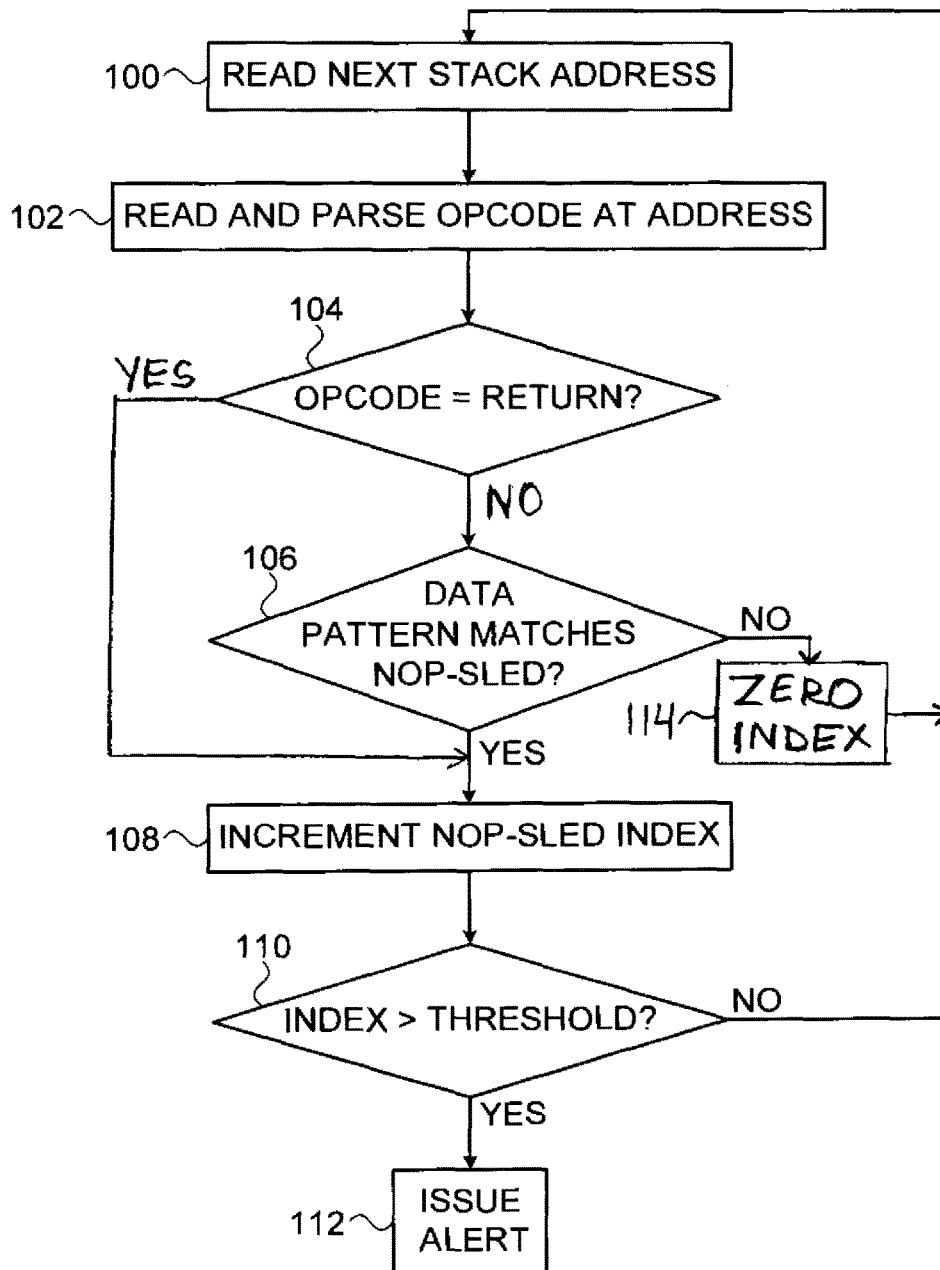 100 READ NEXT STACK ADDRESS
102 READ AND PARSE OPCODE AT ADDRESS
104
YES
OPCODE = RETURN?
NO
106
DATA
PATTERN MATCHES
NOP-SLED?
NO
114 ZERO
INDEX
YES
108 INCREMENT NOP-SLED INDEX
110
INDEX > THRESHOLD?
NO
YES
112 ISSUE
ALERT